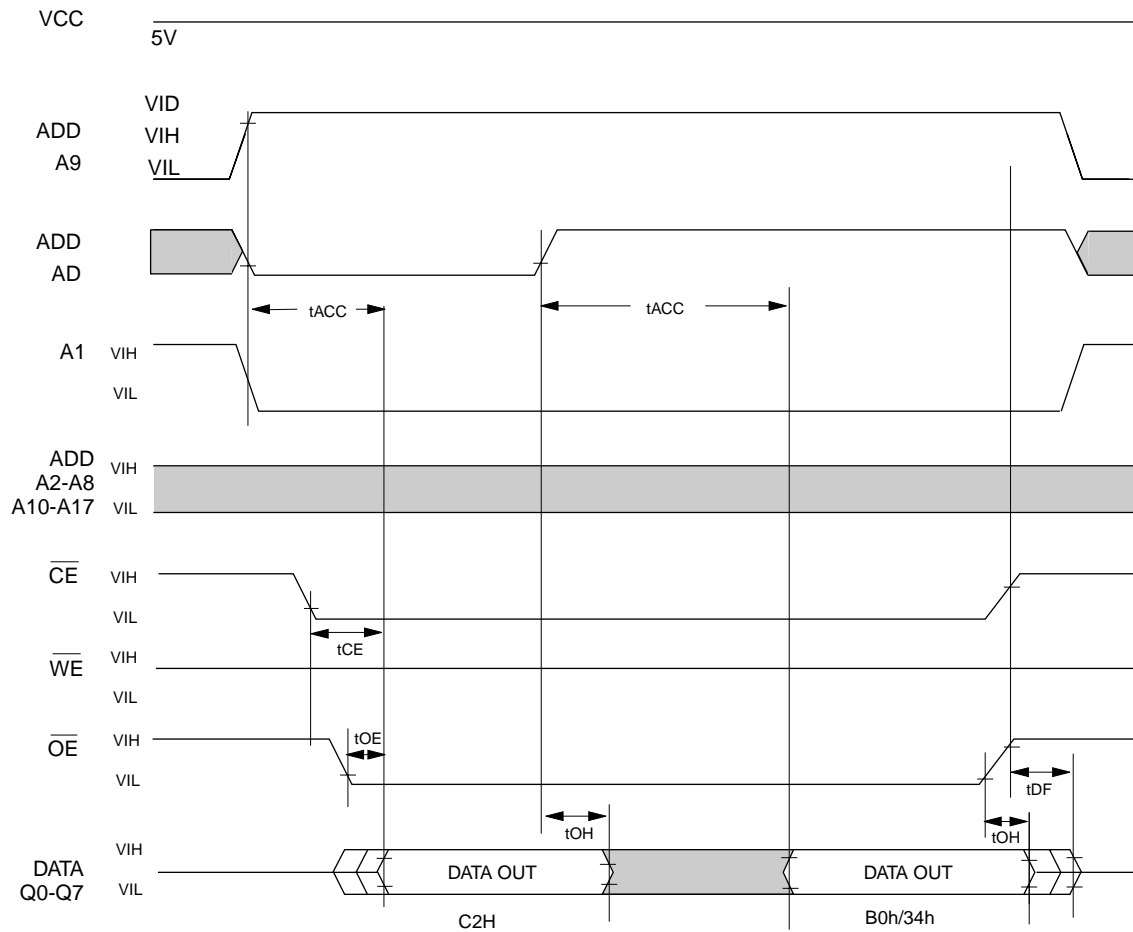 VCC
5V
VID
ADD
VIH
A9
VIL
ADD
AD
tACC
tACC
A1
VIH
VIL
ADD
VIH
A2-A8
A10-A17
VIL
CE
VIH
VIL
tCE
WE
VIH
VIL
OE
VIH
tOE
VIL
tDF
tOH
tOH
VIH
DATA
DATA OUT
DATA OUT
Q0-Q7
VIL
C2H
B0h/34h